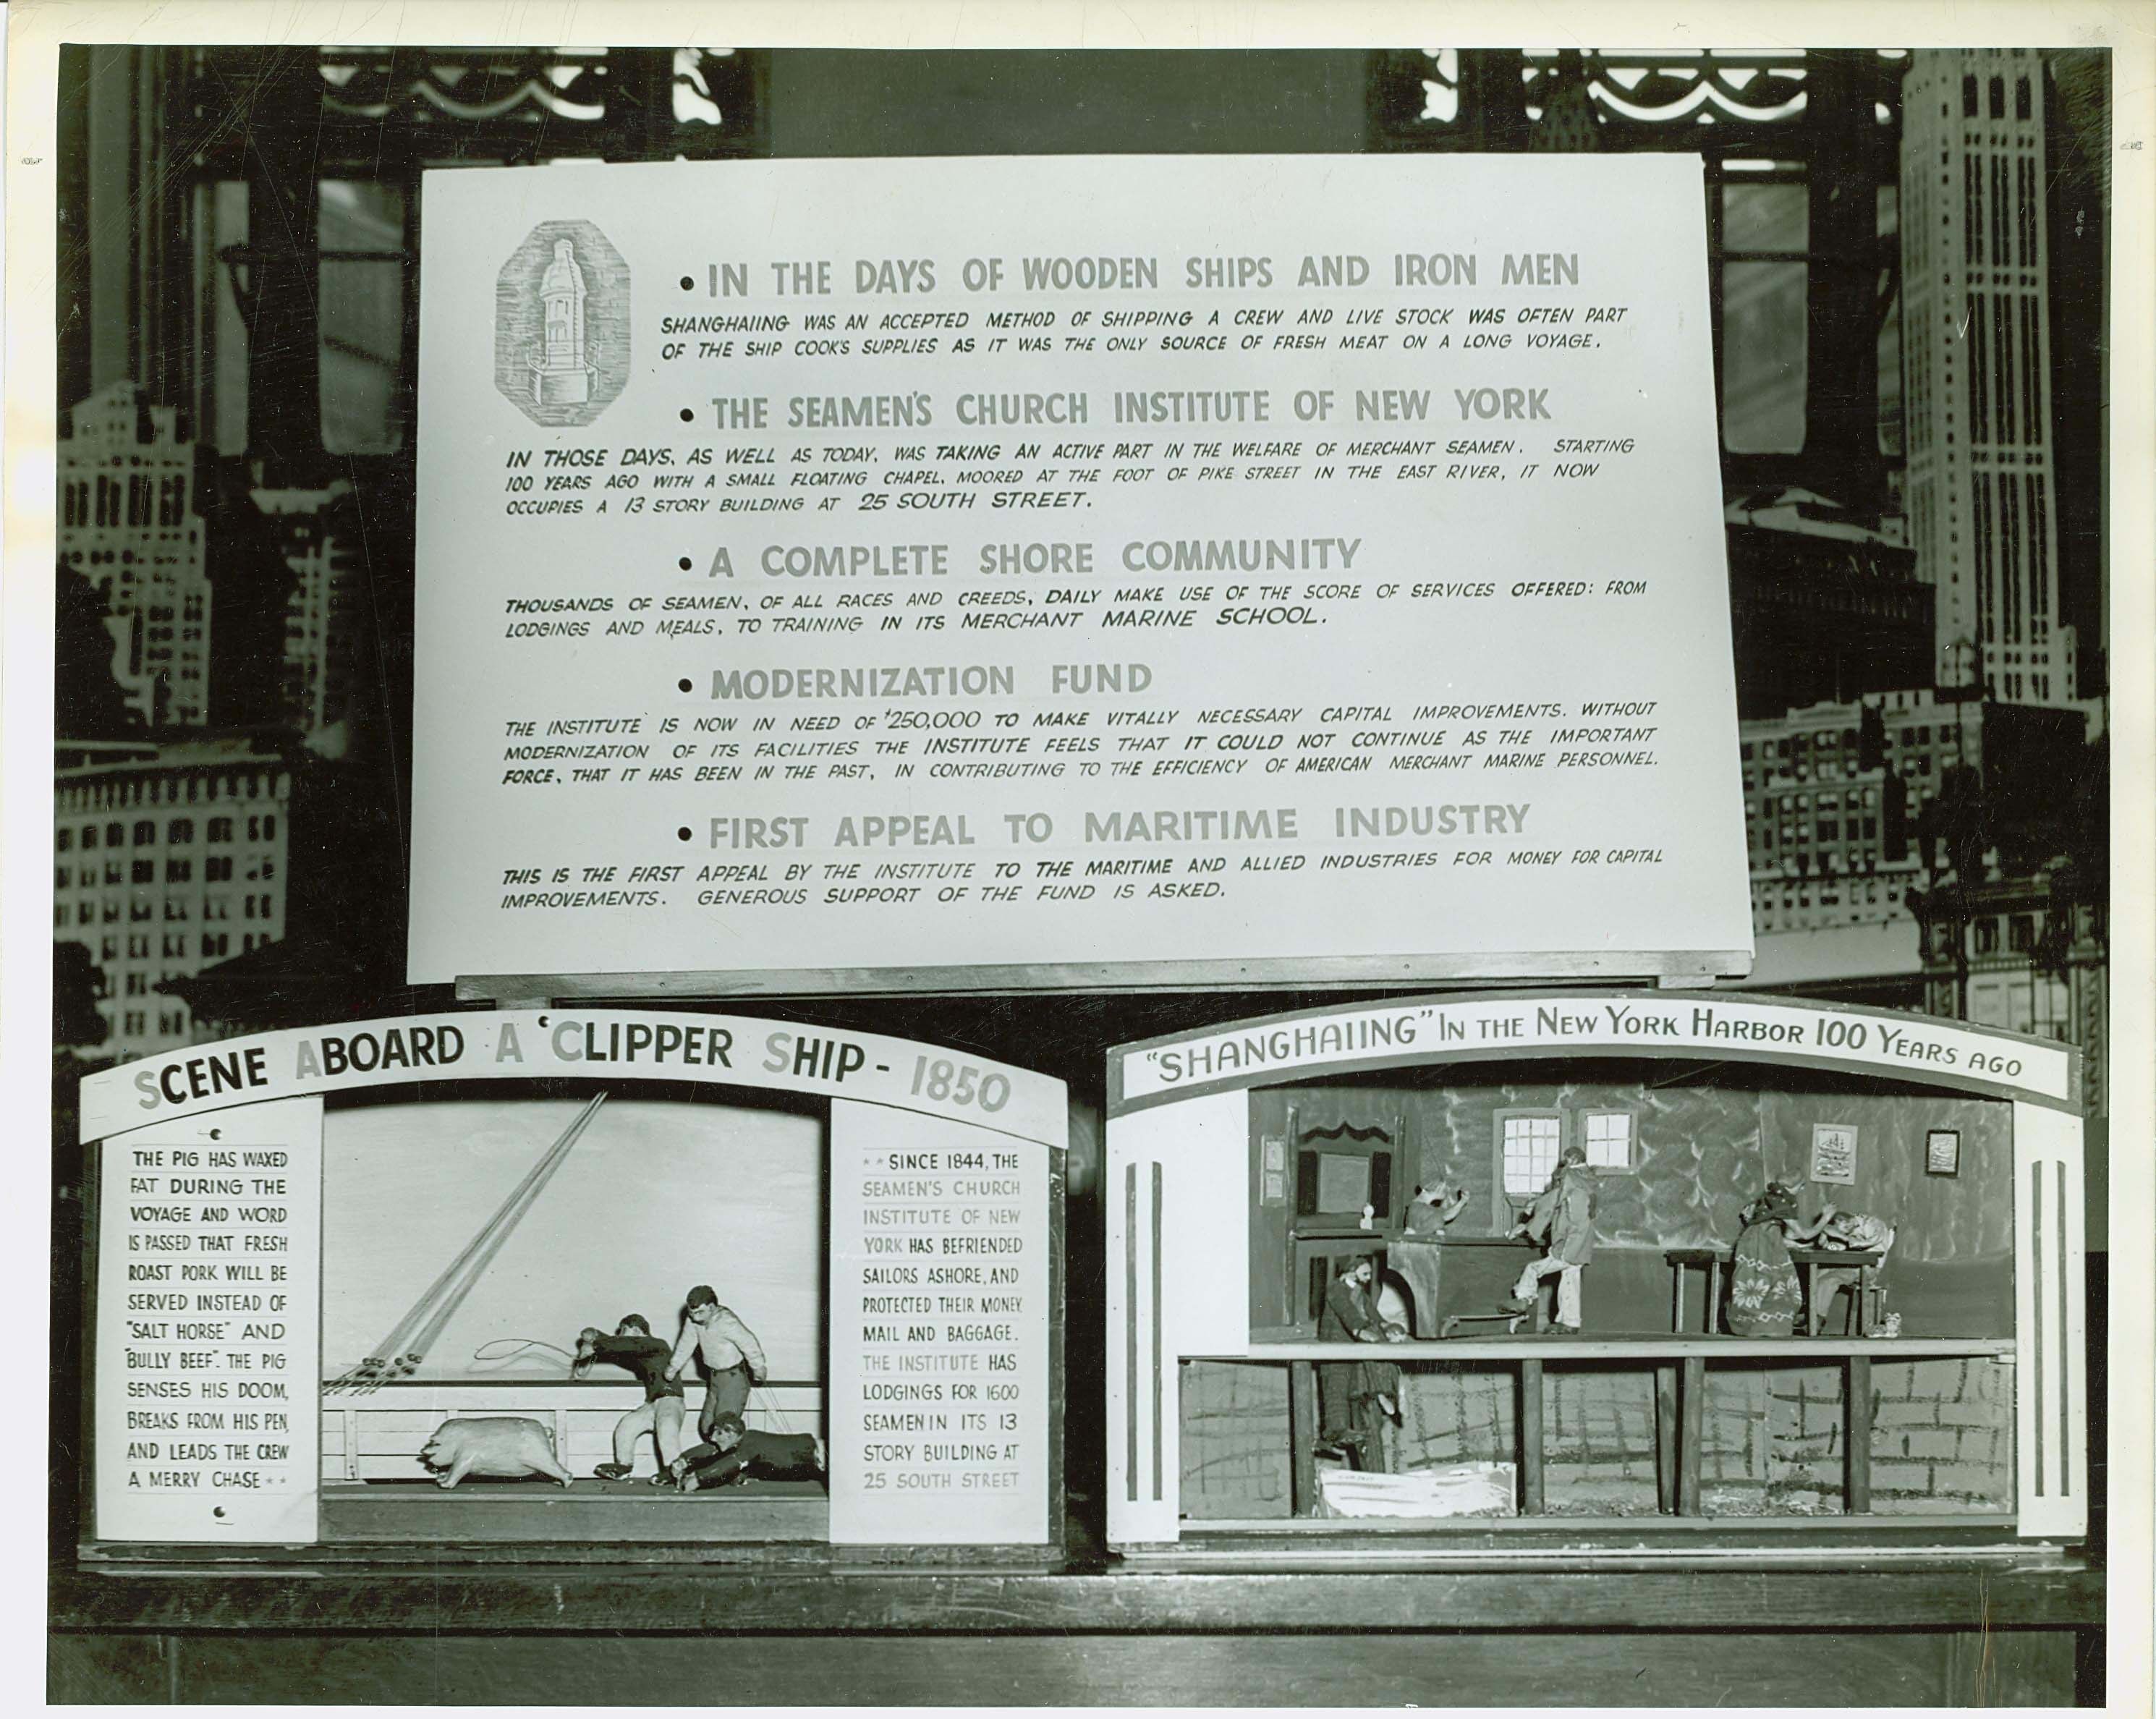 • IN THE DAYS OF WOODEN SHIPS AND IRON MEN
SHANGHAIING WAS AN ACCEPTED METHOD OF SHIPPING A CREW AND LIVE STOCK WAS OFTEN PART
OF THE SHIP COOK'S SUPPLIES AS IT WAS THE ONLY SOURCE OF FRESH MEAT ON A LONG VOYAGE.
• THE SEAMEN'S CHURCH INSTITUTE OF NEW YORK
IN THOSE DAYS, AS WELL AS TODAY, WAS TAKING AN ACTIVE PART IN THE WELFARE OF MERCHANT SEAMEN. STARTING
100 YEARS AGO WITH A SMALL FLOATING CHAPEL, MOORED AT THE FOOT OF PIKE STREET IN THE EAST RIVER, IT NOW
OCCUPIES A 13 STORY BUILDING AT 25 SOUTH STREET.
• A COMPLETE SHORE COMMUNITY
THOUSANDS OF SEAMEN, OF ALL RACES AND CREEDS, DAILY MAKE USE OF THE SCORE OF SERVICES OFFERED: FROM
LODGINGS AND MEALS, TO TRAINING IN ITS MERCHANT MARINE SCHOOL.
• MODERNIZATION FUND
THE INSTITUTE IS NOW IN NEED OF $250,000 TO MAKE VITALLY NECESSARY CAPITAL IMPROVEMENTS. WITHOUT
MODERNIZATION OF ITS FACILITIES THE INSTITUTE FEELS THAT IT COULD NOT CONTINUE AS THE IMPORTANT
FORCE, THAT IT HAS BEEN IN THE PAST, IN CONTRIBUTING TO THE EFFICIENCY OF AMERICAN MERCHANT MARINE PERSONNEL.
• FIRST APPEAL TO MARITIME INDUSTRY
THIS IS THE FIRST APPEAL BY THE INSTITUTE TO THE MARITIME AND ALLIED INDUSTRIES FOR MONEY FOR CAPITAL
IMPROVEMENTS. GENEROUS SUPPORT OF THE FUND IS ASKED.
SCENE ABOARD A CLIPPER SHIP - 1850
THE PIG HAS WAXED
FAT DURING THE
VOYAGE AND WORD
IS PASSED THAT FRESH
ROAST PORK WILL BE
SERVED INSTEAD OF
"SALT HORSE" AND
"BULLY BEEF". THE PIG
SENSES HIS DOOM,
BREAKS FROM HIS PEN,
AND LEADS THE CREW
A MERRY CHASE * *
* * SINCE 1844, THE
SEAMEN'S CHURCH
INSTITUTE OF NEW
YORK HAS BEFRIENDED
SAILORS ASHORE, AND
PROTECTED THEIR MONEY,
MAIL AND BAGGAGE.
THE INSTITUTE HAS
LODGINGS FOR 1600
SEAMEN IN ITS 13
STORY BUILDING AT
25 SOUTH STREET
"SHANGHAIING" IN THE NEW YORK HARBOR 100 YEARS AGO